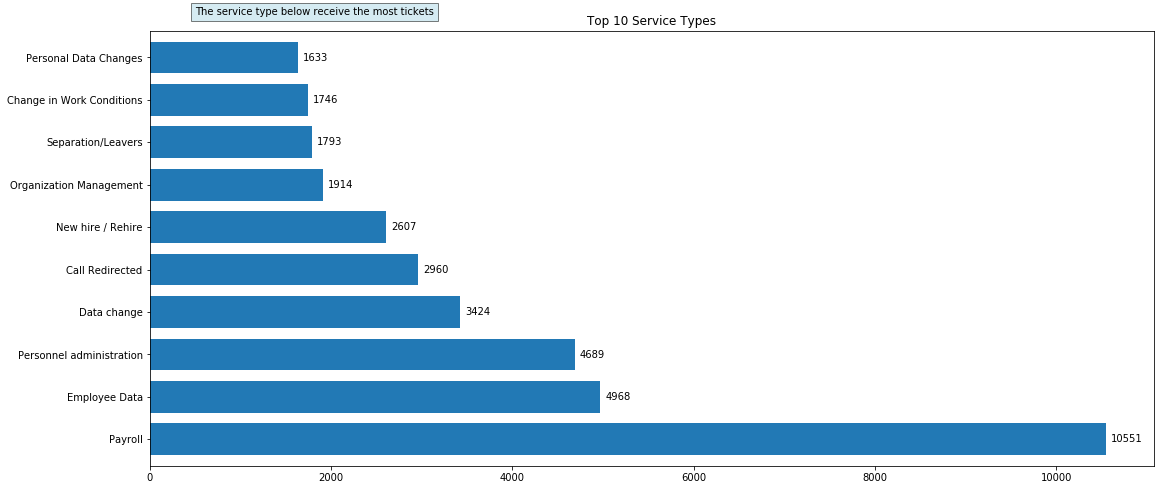 The service type below receive the most tickets
Top 10 Service Types
Personal Data Changes 1633
Change in Work Conditions 1746
Separation/Leavers 1793
Organization Management 1914
New hire / Rehire 2607
Call Redirected 2960
Data change 3424
Personnel administration 4689
Employee Data 4968
Payroll 10551
0 2000 4000 6000 8000 10000